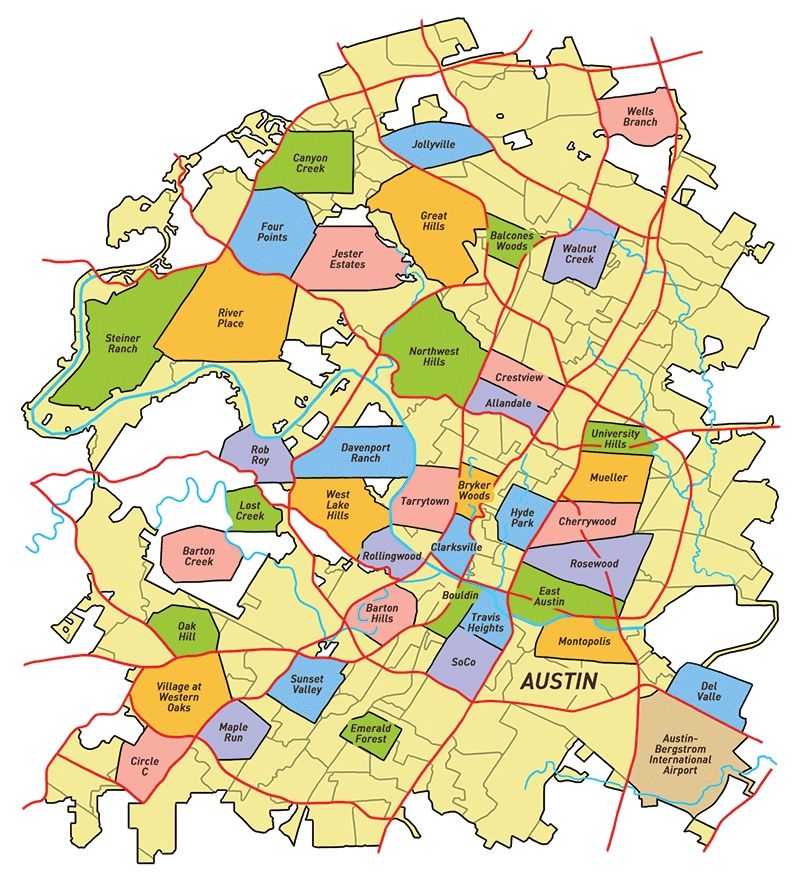 Wells
Branch
Jollyville
Canyon
Creek
Four
Points
Great
Hills
Jester
Estates
Balcones
Woods
Walnut
Creek
River
Place
Steiner
Ranch
Northwest
Hills
Crestview
Allandale
University
Hills
Rob
Roy
Davenport
Ranch
Mueller
Bryker
Woods
West
Lake
Hills
Tarrytown
Lost
Creek
Hyde
Park
Cherrywood
Barton
Creek
Rollingwood
Clarksville
Rosewood
East
Austin
Bouldin
Barton
Hills
Travis
Heights
Oak
Hill
Montopolis
SoCo
AUSTIN
Sunset
Valley
Village at
Western
Oaks
Del
Valle
Maple
Run
Emerald
Forest
Austin-
Bergstrom
International
Airport
Circle
C